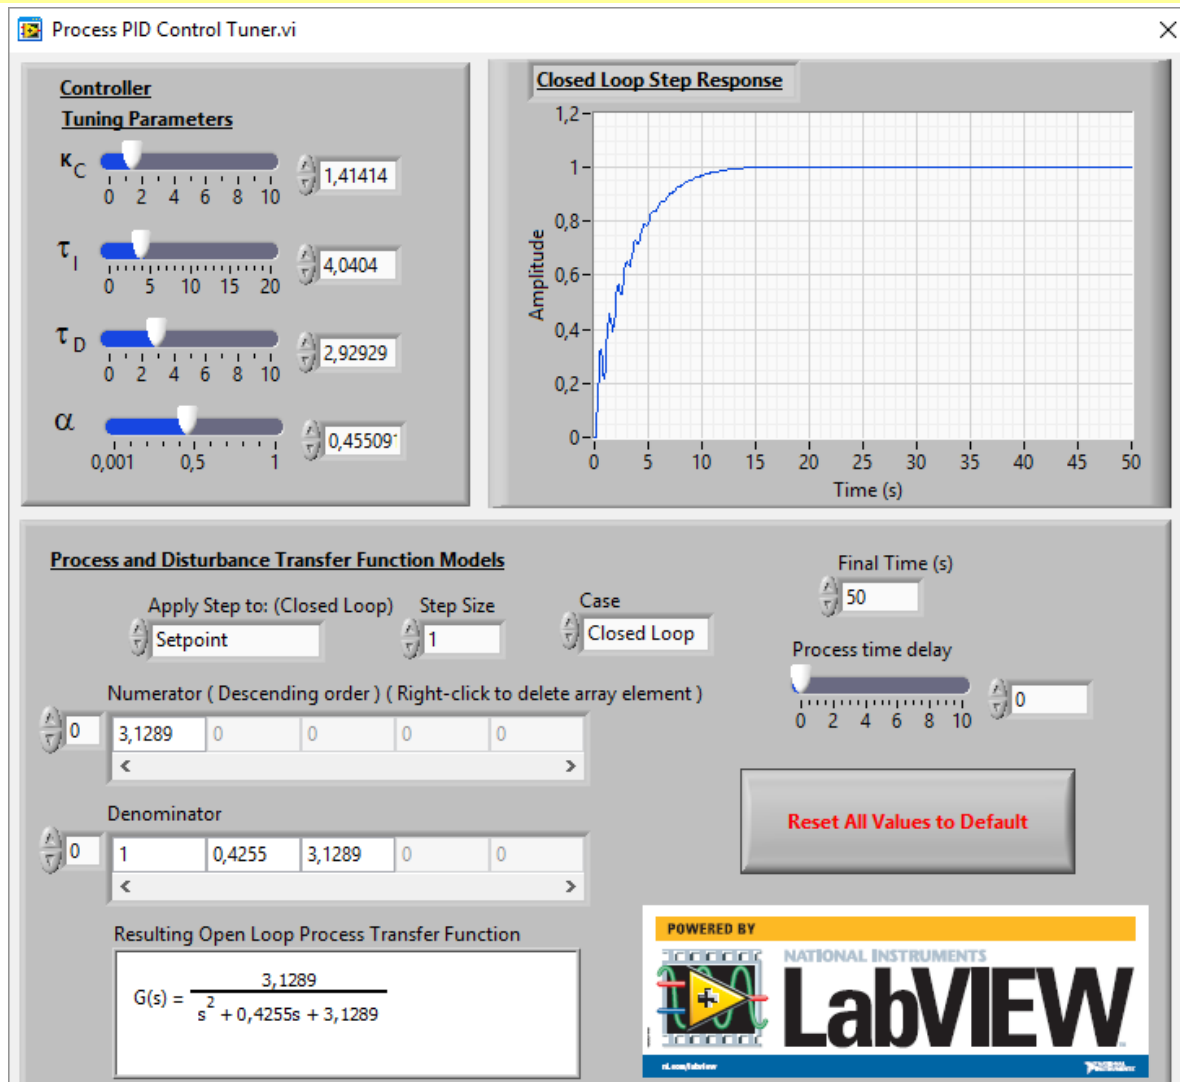 Process PID Control Tuner.vi
Controller
Tuning Parameters
κ C
1,41414
0 2 4 6 8 10
τ I
4,0404
0 5 10 15 20
τ D
2,92929
0 2 4 6 8 10
α
0,45509
0,001 0,5 1
Closed Loop Step Response
1,2
1
0,8
0,6
0,4
0,2
0
Amplitude
0 5 10 15 20 25 30 35 40 45 50
Time (s)
Process and Disturbance Transfer Function Models
Apply Step to: (Closed Loop) Step Size Case
Setpoint 1 Closed Loop
Final Time (s)
50
Process time delay
0
0 2 4 6 8 10
Numerator ( Descending order ) ( Right-click to delete array element )
0 3,1289 0 0 0 0
Denominator
0 1 0,4255 3,1289 0 0
Reset All Values to Default
Resulting Open Loop Process Transfer Function
3,1289
G(s) =
s² + 0,4255s + 3,1289
POWERED BY
NATIONAL INSTRUMENTS
LabVIEW
ni.com/labview
NATIONAL INSTRUMENTS